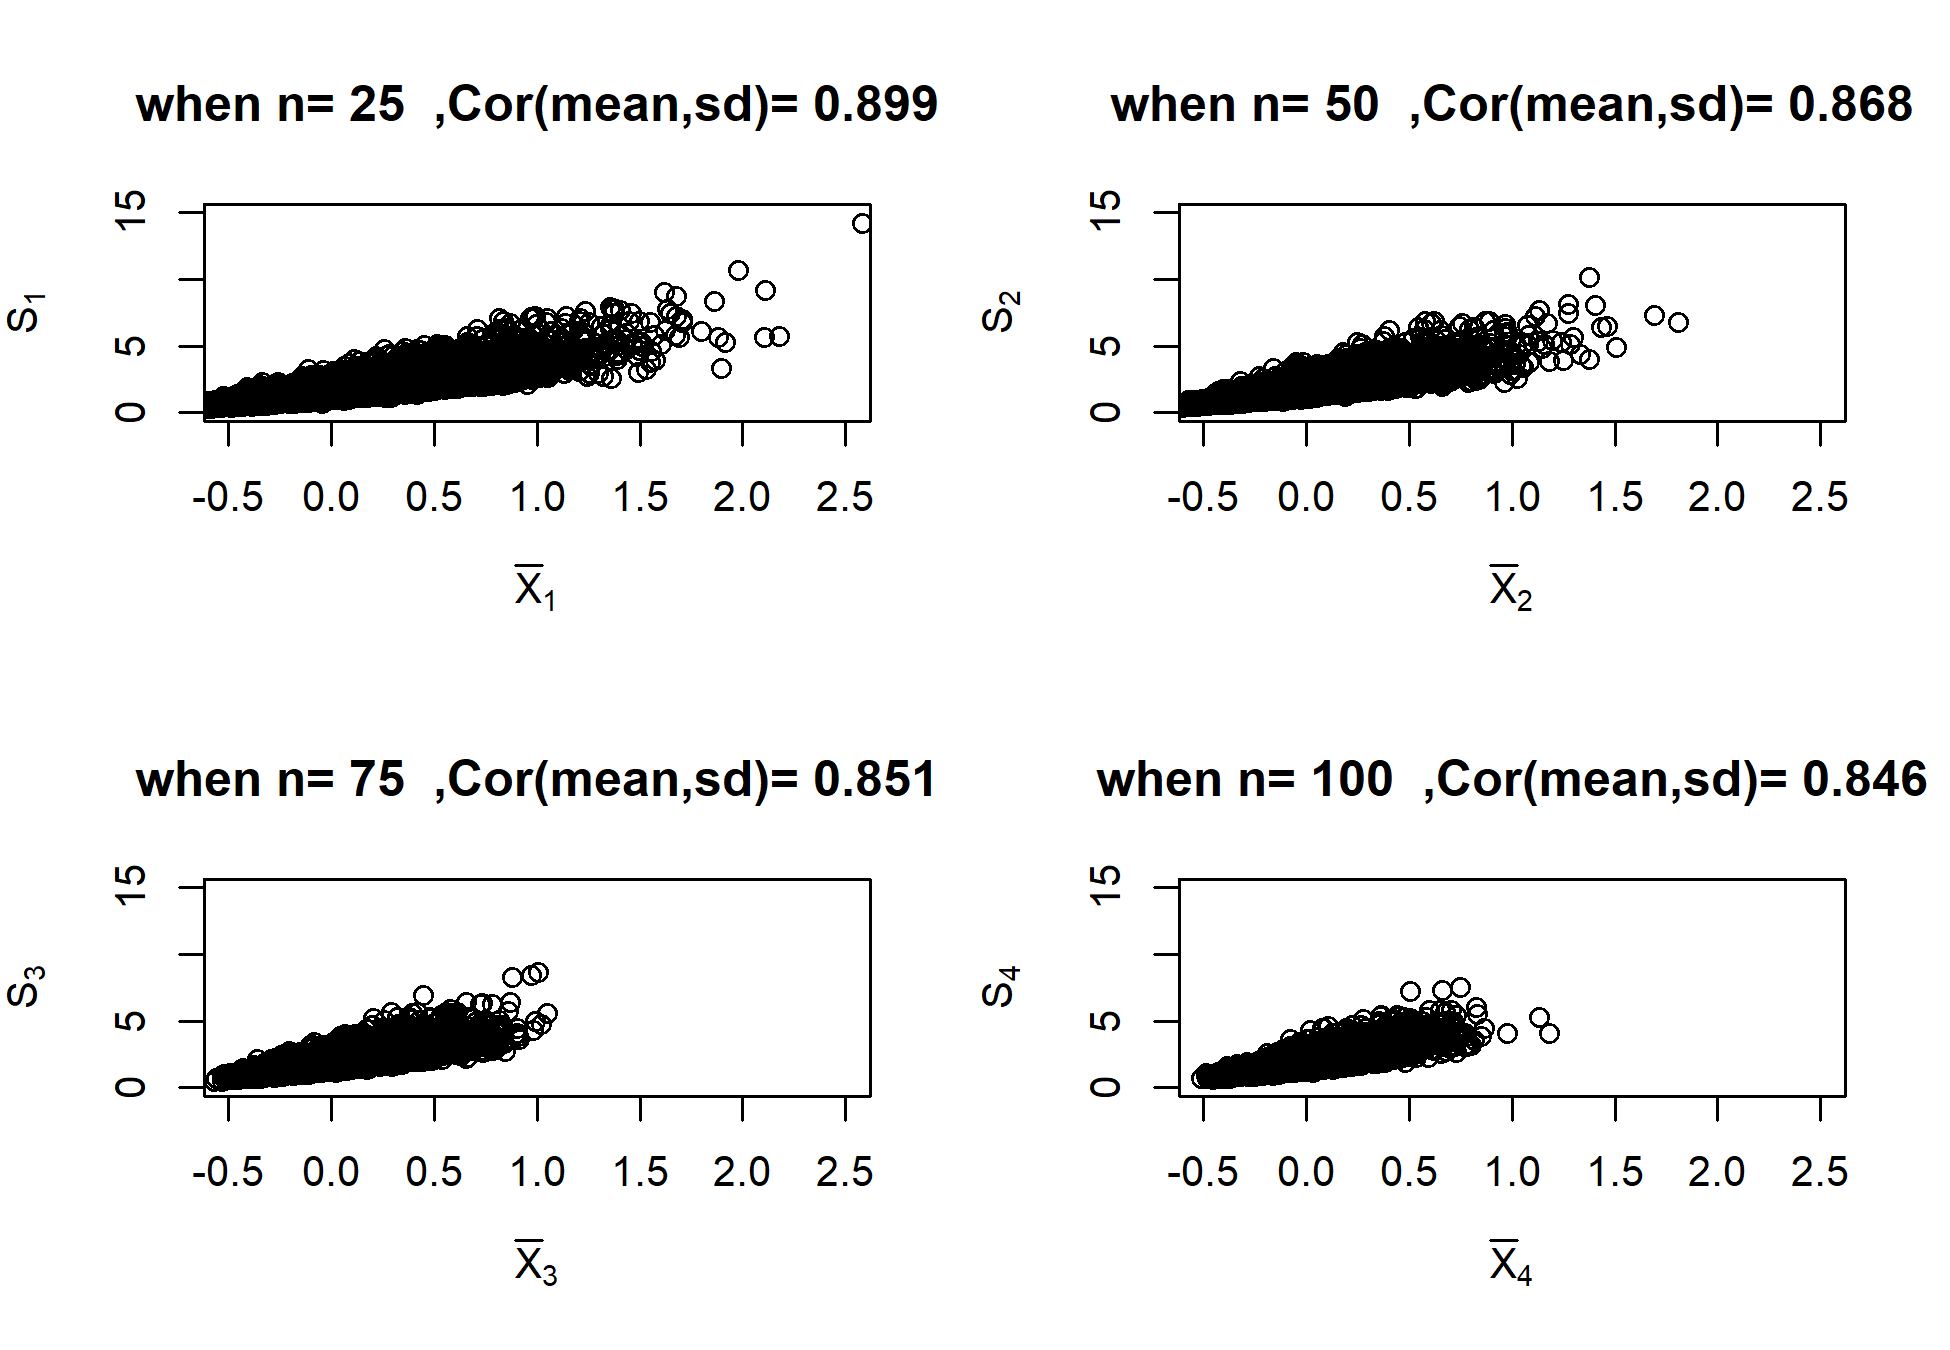 when n= 25  ,Cor(mean,sd)= 0.899
S1
15
5
0
-0.5 0.0 0.5 1.0 1.5 2.0 2.5
X̅1
when n= 50  ,Cor(mean,sd)= 0.868
S2
15
5
0
-0.5 0.0 0.5 1.0 1.5 2.0 2.5
X̅2
when n= 75  ,Cor(mean,sd)= 0.851
S3
15
5
0
-0.5 0.0 0.5 1.0 1.5 2.0 2.5
X̅3
when n= 100  ,Cor(mean,sd)= 0.846
S4
15
5
0
-0.5 0.0 0.5 1.0 1.5 2.0 2.5
X̅4